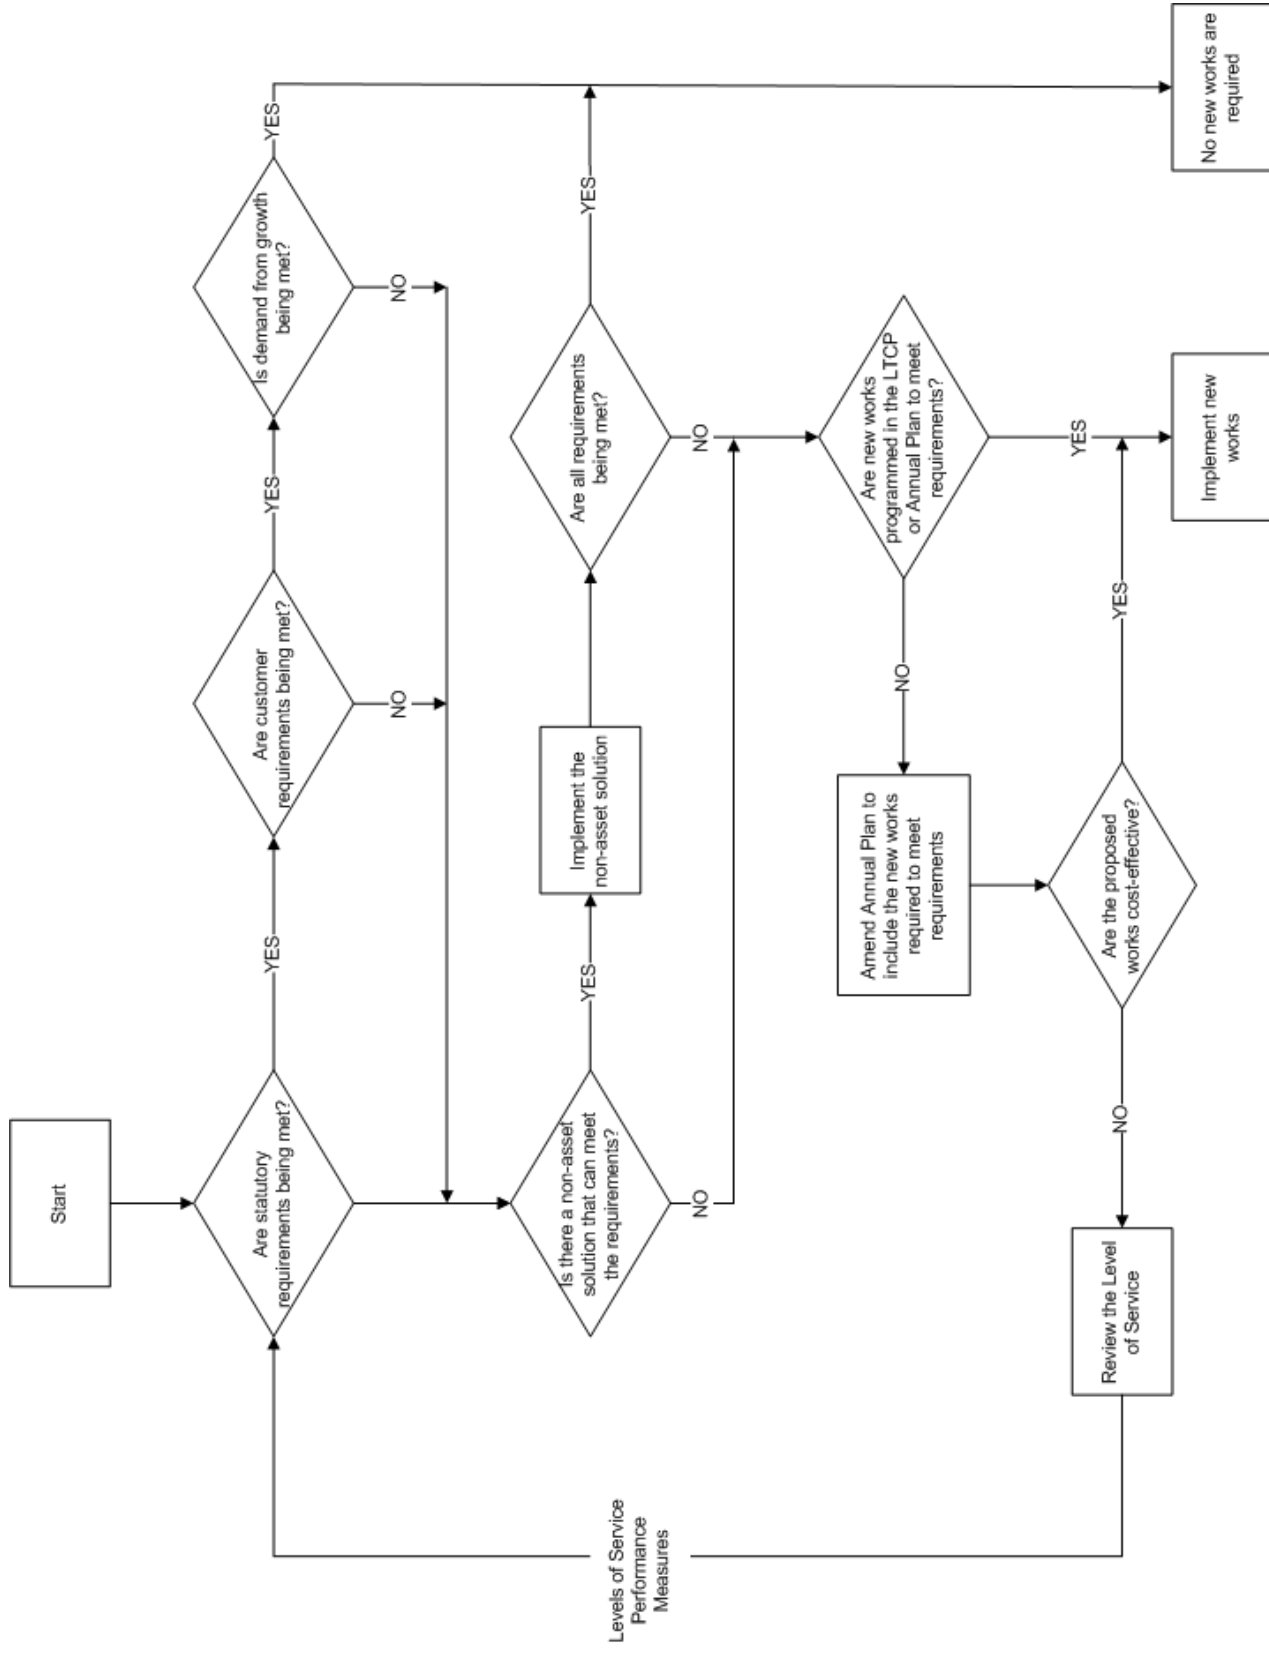 Start
Are statutory
requirements being met?
YES
Are customer
requirements being met?
YES
Is demand from growth
being met?
YES
NO
NO
Is there a non-asset
solution that can meet
the requirements?
YES
Implement the
non-asset solution
Are all requirements
being met?
YES
NO
NO
Are new works
programmed in the LTCP
or Annual Plan to meet
requirements?
NO
YES
Amend Annual Plan to
include the new works
required to meet
requirements
Are the proposed
works cost-effective?
YES
NO
Review the Level
of Service
Levels of Service
Performance
Measures
Implement new
works
No new works are
required